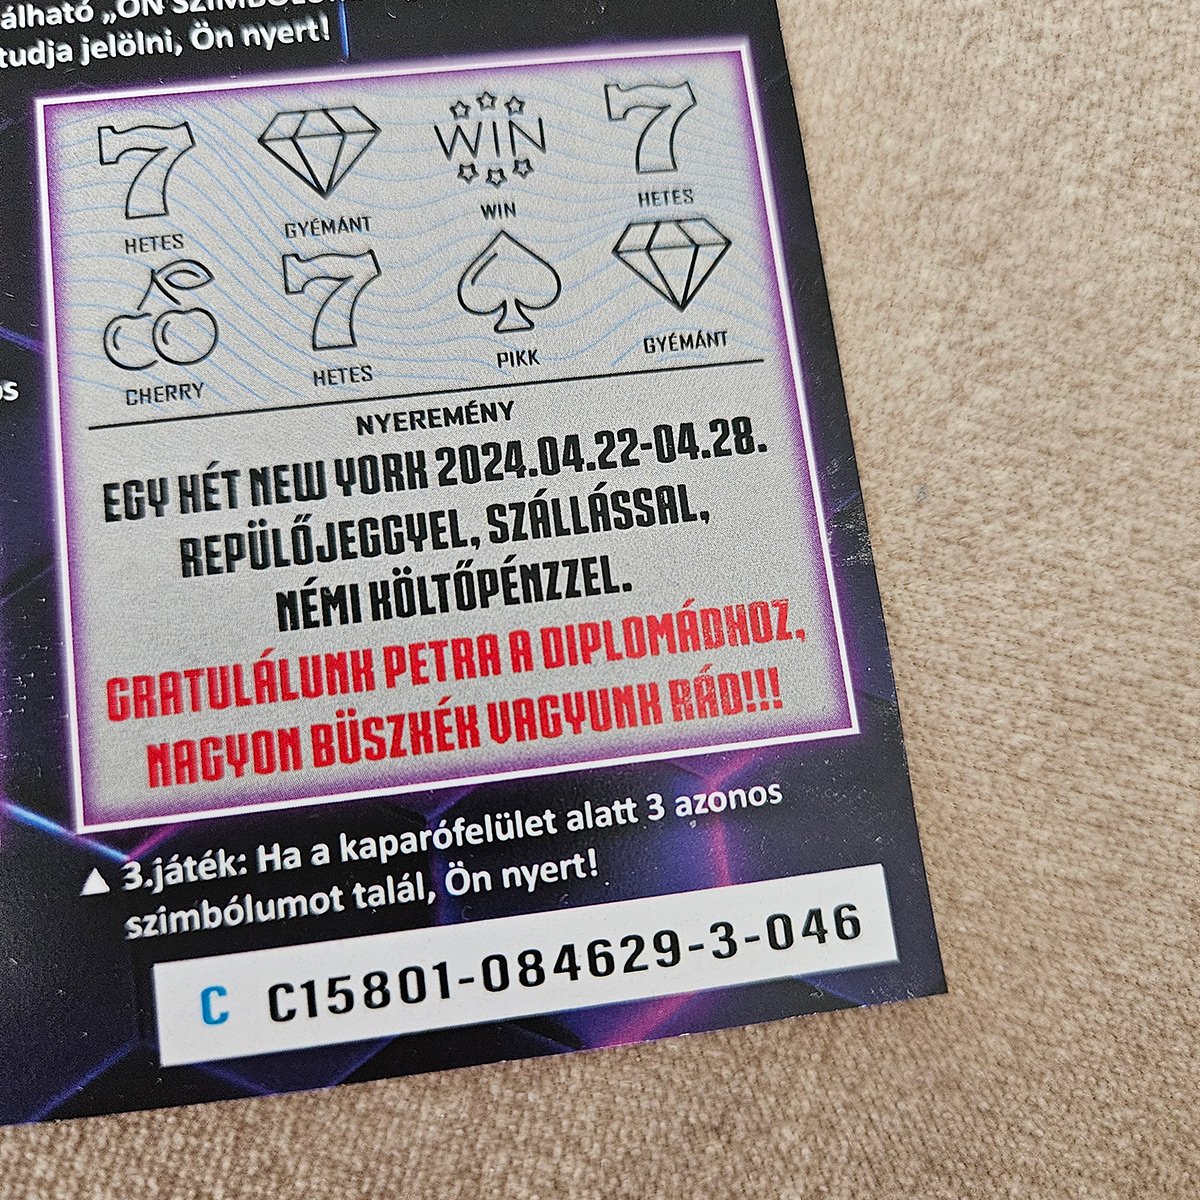 tudja jelölni, Ön nyert!
WIN
HETES GYÉMÁNT WIN HETES
CHERRY HETES PIKK GYÉMÁNT
NYEREMÉNY
EGY HÉT NEW YORK 2024.04.22-04.28.
REPÜLŐJEGGYEL, SZÁLLÁSSAL,
NÉMI KÖLTŐPÉNZZEL.
GRATULÁLUNK PETRA A DIPLOMÁDHOZ,
NAGYON BÜSZKÉK VAGYUNK RÁD!!!
▲ 3.játék: Ha a kaparófelület alatt 3 azonos
szimbólumot talál, Ön nyert!
C C15801-084629-3-046